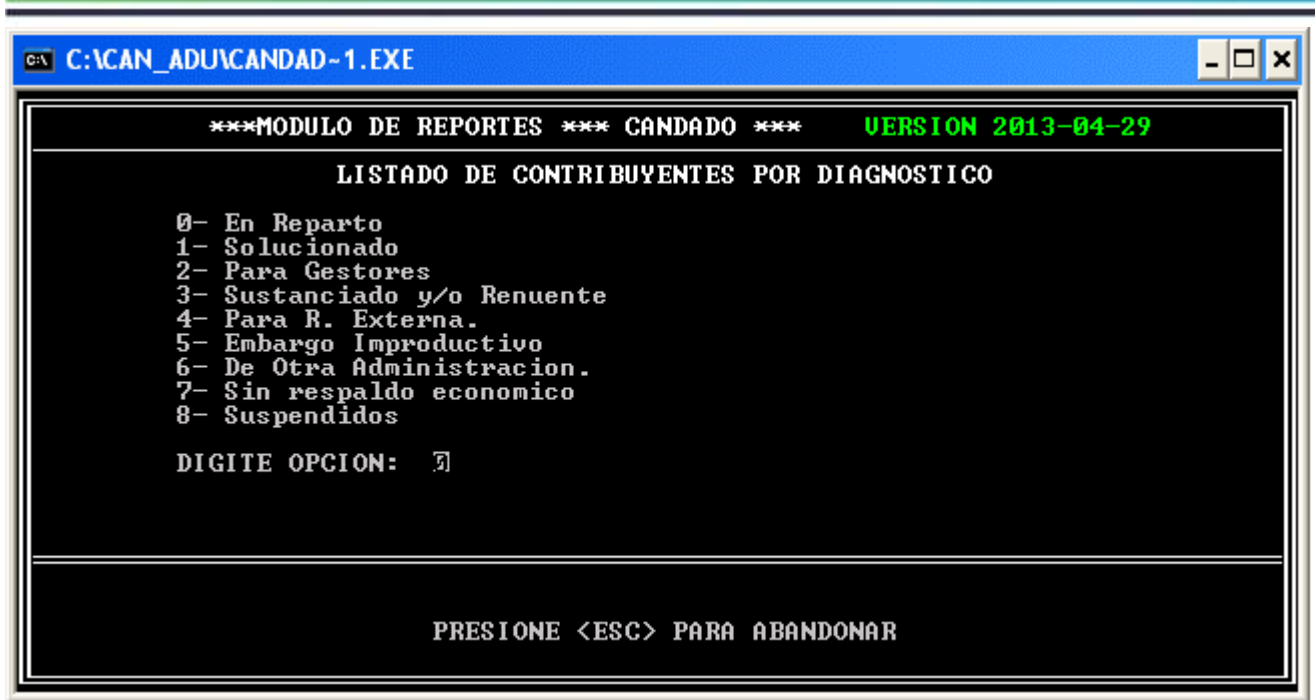 C:\CAN_ADU\CANDAD~1.EXE
***MODULO DE REPORTES *** CANDADO *** VERSION 2013-04-29
LISTADO DE CONTRIBUYENTES POR DIAGNOSTICO
0- En Reparto
1- Solucionado
2- Para Gestores
3- Sustanciado y/o Renuente
4- Para R. Externa.
5- Embargo Improductivo
6- De Otra Administracion.
7- Sin respaldo economico
8- Suspendidos
DIGITE OPCION:
PRESIONE <ESC> PARA ABANDONAR